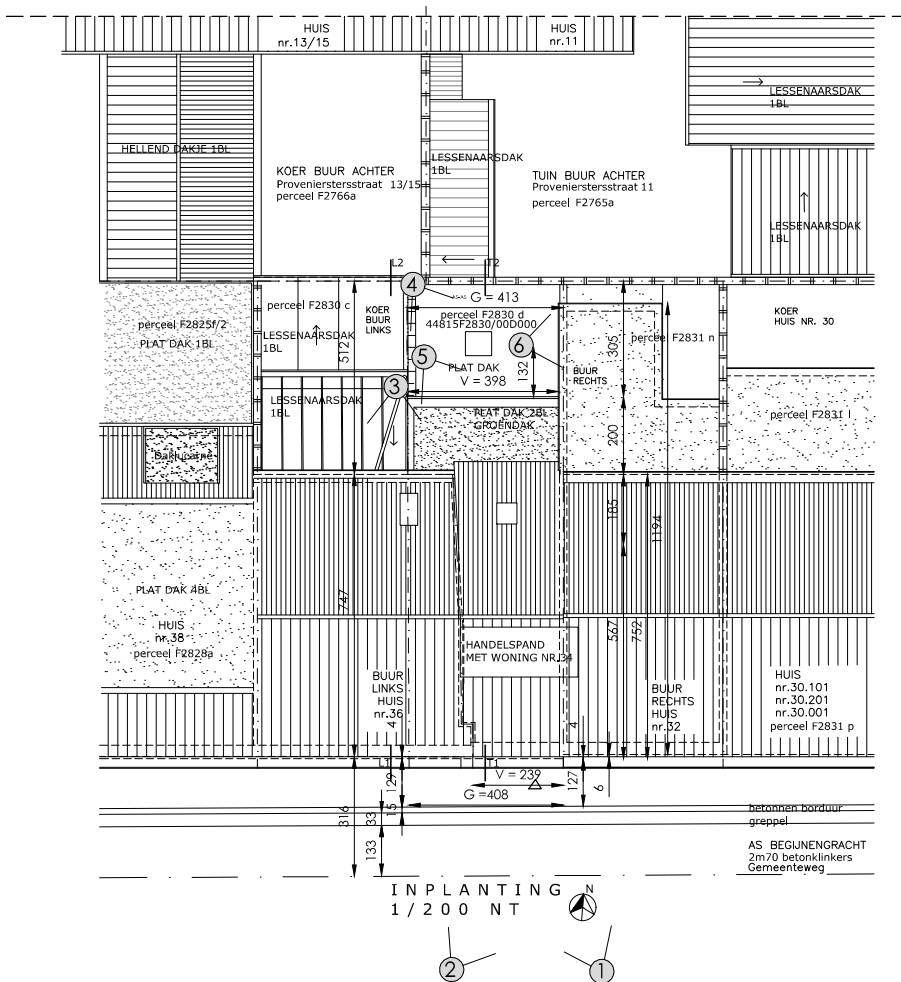 HUIS
nr.13/15
HUIS
nr.11
LESSENAARSDAK
1BL
HELLEND DAKJE 1BL
KOER BUUR ACHTER
Provenierstersstraat 13/15
perceel F2766a
LESSENAARSDAK
1BL
TUIN BUUR ACHTER
Provenierstersstraat 11
perceel F2765a
LESSENAARSDAK
1BL
L2
T2
4
AS-AS
G = 413
perceel F2830 c
KOER
BUUR
LINKS
perceel F2830 d
44815F2830/00D000
KOER
HUIS NR. 30
perceel F2825f/2
PLAT DAK 1BL
LESSENAARSDAK
1BL
512
5
6
305
perceel F2831 n
PLAT DAK
V = 398
132
BUUR
RECHTS
3
LESSENAARSDAK
1BL
PLAT DAK 2BL
GROENDAK
perceel F2831 l
200
Daklucarne
185
1194
PLAT DAK 4BL
747
567
752
HUIS
nr.38
perceel F2828a
HANDELSPAND
MET WONING NR.34
BUUR
LINKS
HUIS
nr.36
BUUR
RECHTS
HUIS
nr.32
HUIS
nr.30.101
nr.30.201
nr.30.001
perceel F2831 p
4
4
L1
T1
V = 239
129
127
6
G =408
316
33
15
133
betonnen borduur
greppel
AS BEGIJNENGRACHT
2m70 betonklinkers
Gemeenteweg
INPLANTING
1/200 NT
N
2
1